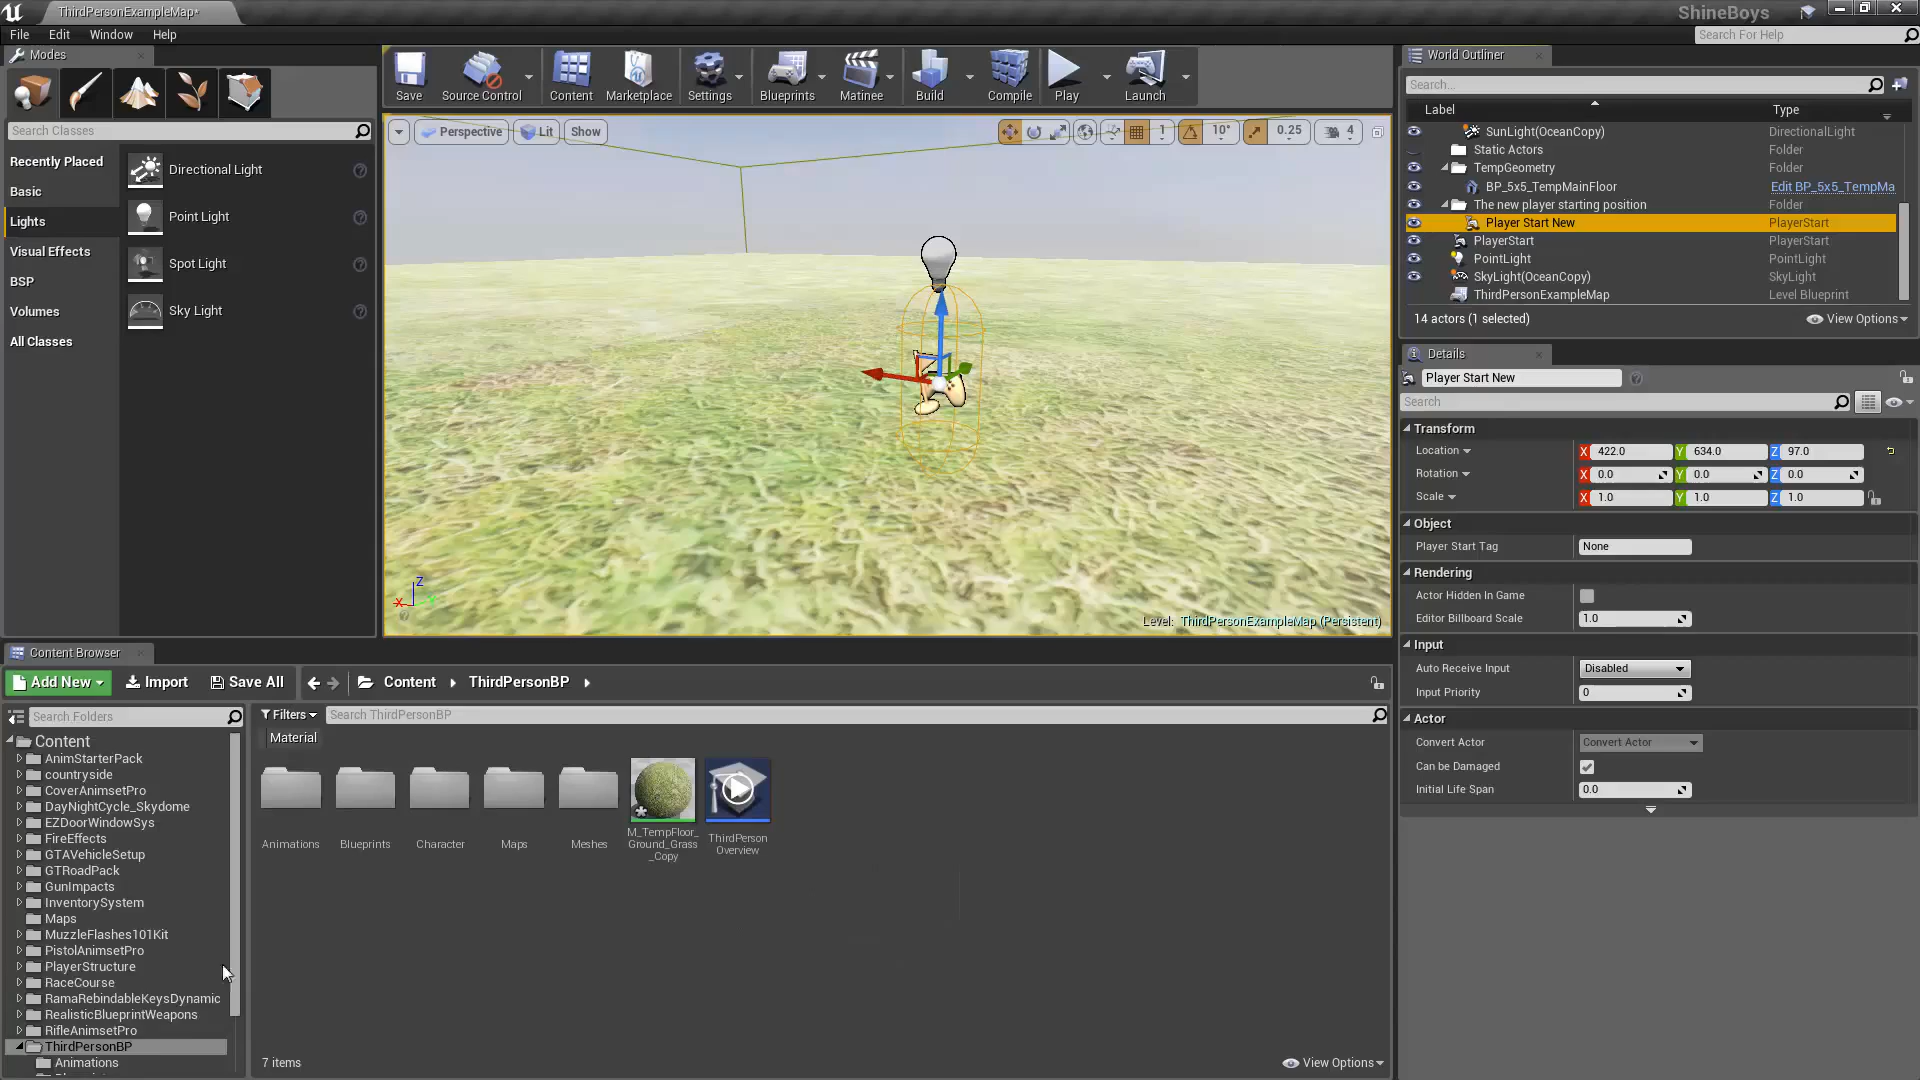 ThirdPersonExampleMap*
ShineBoys
File Edit Window Help
Search For Help
Modes
Search Classes
Recently Placed
Basic
Lights
Visual Effects
BSP
Volumes
All Classes
Directional Light
Point Light
Spot Light
Sky Light
Save Source Control Content Marketplace Settings Blueprints Matinee Build Compile Play Launch
Perspective Lit Show
1 10° 0.25 4
Z
X
Level: ThirdPersonExampleMap (Persistent)
World Outliner
Search...
Label Type
SunLight(OceanCopy) DirectionalLight
Static Actors Folder
TempGeometry Folder
BP_5x5_TempMainFloor Edit BP_5x5_TempMa
The new player starting position Folder
Player Start New PlayerStart
PlayerStart PlayerStart
PointLight PointLight
SkyLight(OceanCopy) SkyLight
ThirdPersonExampleMap Level Blueprint
14 actors (1 selected) View Options
Details
Player Start New
Search
Transform
Location X 422.0 Y 634.0 Z 97.0
Rotation X 0.0 Y 0.0 Z 0.0
Scale X 1.0 Y 1.0 Z 1.0
Object
Player Start Tag None
Rendering
Actor Hidden In Game
Editor Billboard Scale 1.0
Input
Auto Receive Input Disabled
Input Priority 0
Actor
Convert Actor Convert Actor
Can be Damaged
Initial Life Span 0.0
Content Browser
Add New Import Save All Content ThirdPersonBP
Search Folders
Content
AnimStarterPack
countryside
CoverAnimsetPro
DayNightCycle_Skydome
EZDoorWindowSys
FireEffects
GTAVehicleSetup
GTRoadPack
GunImpacts
InventorySystem
Maps
MuzzleFlashes101Kit
PistolAnimsetPro
PlayerStructure
RaceCourse
RamaRebindableKeysDynamic
RealisticBlueprintWeapons
RifleAnimsetPro
ThirdPersonBP
Animations
Filters Search ThirdPersonBP
Material
Animations
Blueprints
Character
Maps
Meshes
M_TempFloor_
Ground_Grass
_Copy
ThirdPerson
Overview
7 items View Options